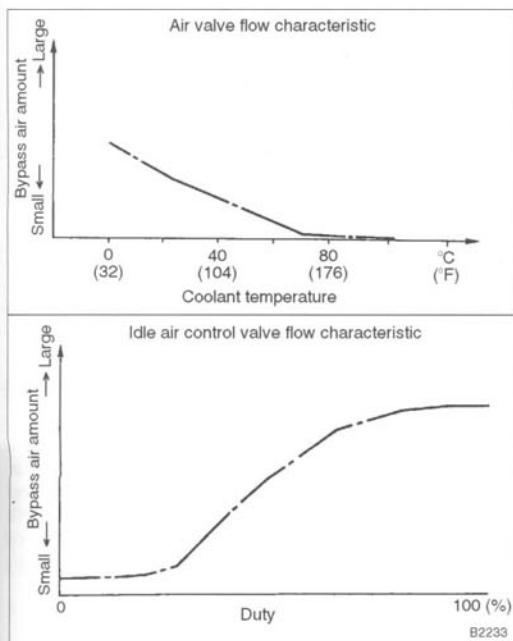 Air valve flow characteristic
Bypass air amount
Small ← → Large
0 40 80 °C
(32) (104) (176) (°F)
Coolant temperature
Idle air control valve flow characteristic
Bypass air amount
Small ← → Large
0 100 (%)
Duty
B2233